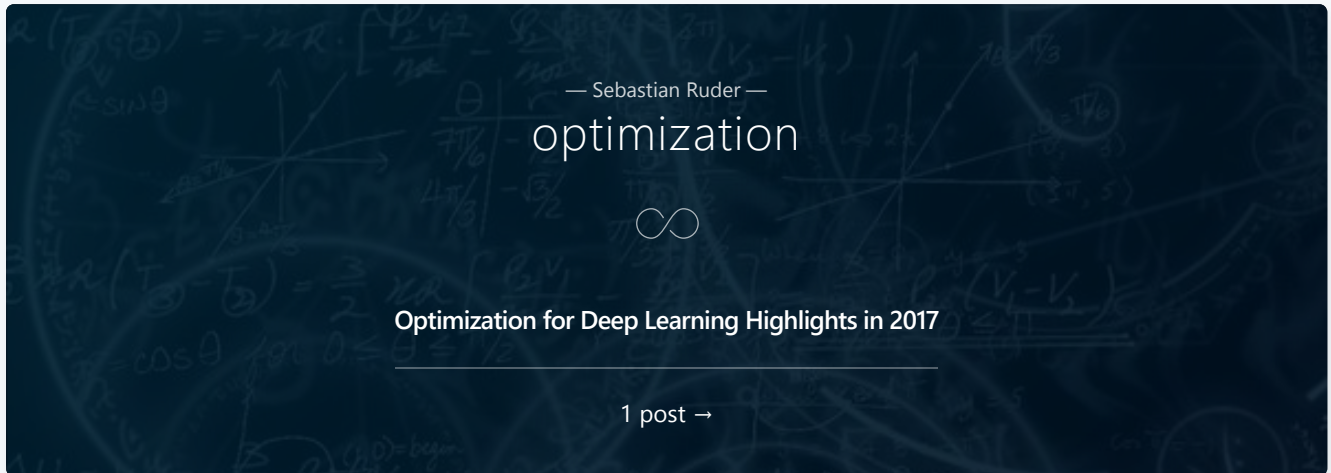 — Sebastian Ruder —
optimization
Optimization for Deep Learning Highlights in 2017
1 post →